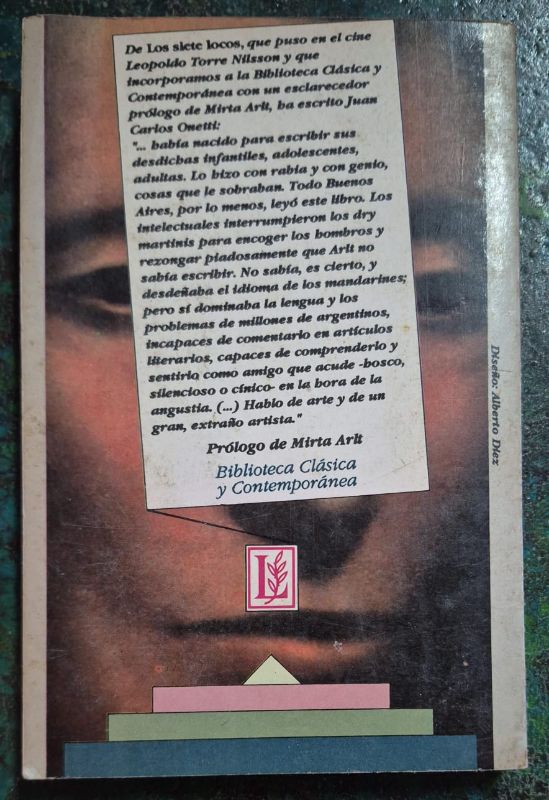 De Los siete locos, que puso en el cine
Leopoldo Torre Nilsson y que
incorporamos a la Biblioteca Clásica y
Contemporánea con un esclarecedor
prólogo de Mirta Arlt, ha escrito Juan
Carlos Onetti:
"... había nacido para escribir sus
desdichas infantiles, adolescentes,
adultas. Lo hizo con rabia y con genio,
cosas que le sobraban. Todo Buenos
Aires, por lo menos, leyó este libro. Los
intelectuales interrumpieron los dry
martinis para encoger los hombros y
rezongar piadosamente que Arlt no
sabía escribir. No sabía, es cierto, y
desdeñaba el idioma de los mandarines;
pero sí dominaba la lengua y los
problemas de millones de argentinos,
incapaces de comentarlo en artículos
literarios, capaces de comprenderlo y
sentirlo como amigo que acude -hosco,
silencioso o cínico- en la hora de la
angustia. (...) Hablo de arte y de un
gran, extraño artista."
Prólogo de Mirta Arlt
Biblioteca Clásica
y Contemporánea
L
Diseño: Alberto Diez